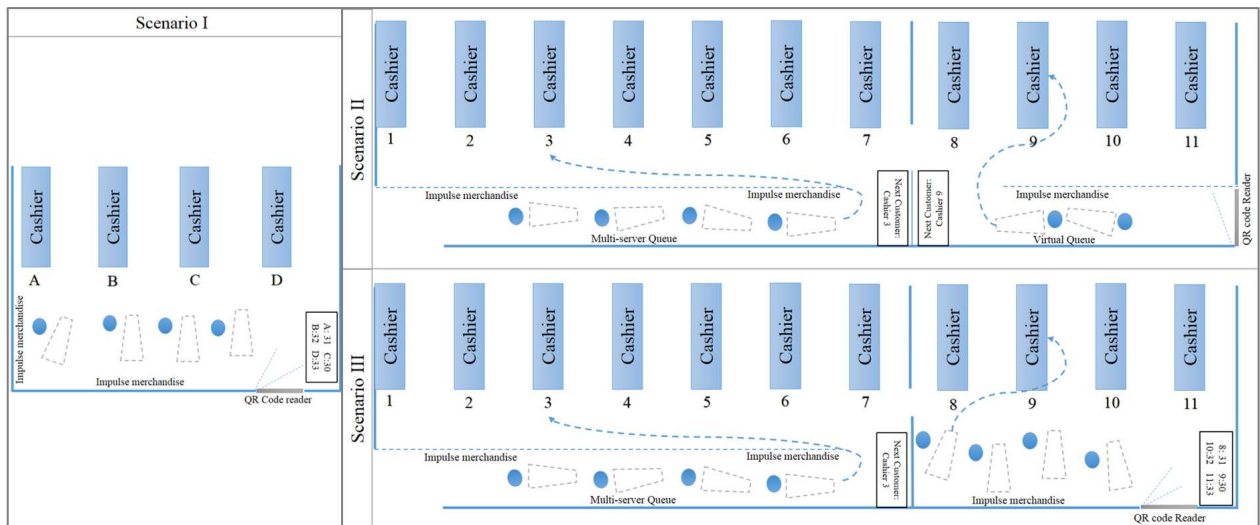 Scenario I
Cashier
Cashier
Cashier
Cashier
A
B
C
D
Impulse merchandise
Impulse merchandise
A: 31 C:30
B:32 D:33
QR Code reader
Scenario II
Cashier
Cashier
Cashier
Cashier
Cashier
Cashier
Cashier
Cashier
Cashier
Cashier
Cashier
1
2
3
4
5
6
7
8
9
10
11
Impulse merchandise
Impulse merchandise
Multi-server Queue
Next Customer:
Cashier 3
Next Customer:
Cashier 9
Impulse merchandise
Virtual Queue
QR code Reader
Scenario III
Cashier
Cashier
Cashier
Cashier
Cashier
Cashier
Cashier
Cashier
Cashier
Cashier
Cashier
1
2
3
4
5
6
7
8
9
10
11
Impulse merchandise
Impulse merchandise
Multi-server Queue
Next Customer:
Cashier 3
Impulse merchandise
8: 31 9:30
10:32 11:33
QR code Reader